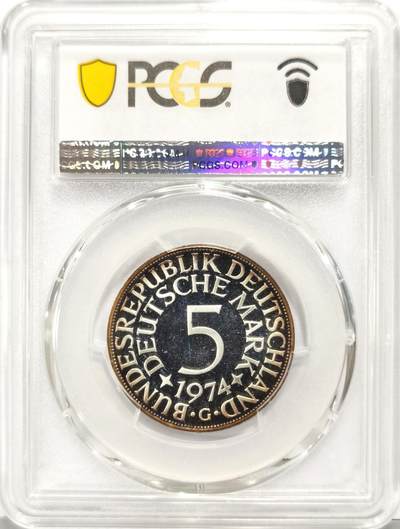 PCGS
PCGS.COM
BUNDESREPUBLIK DEUTSCHLAND
DEUTSCHE MARK
5
1974
G